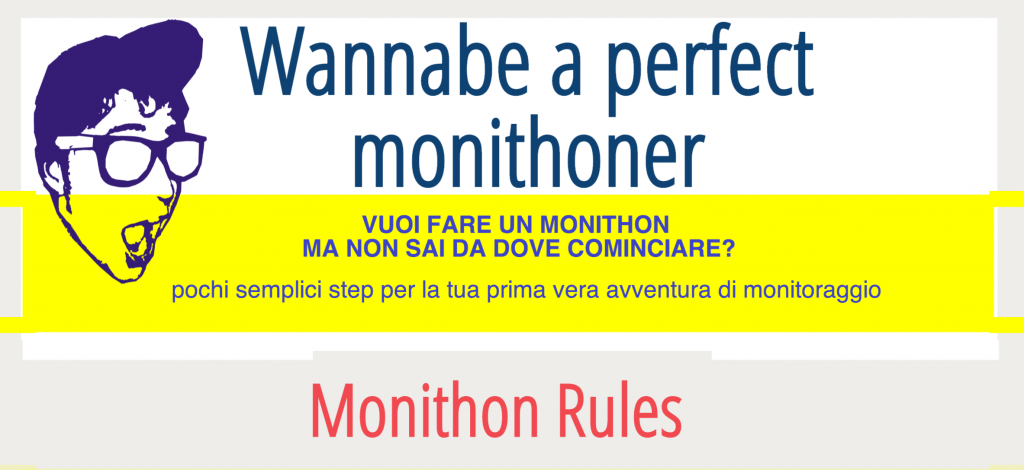 Wannabe a perfect
monithoner
VUOI FARE UN MONITHON
MA NON SAI DA DOVE COMINCIARE?
pochi semplici step per la tua prima vera avventura di monitoraggio
Monithon Rules